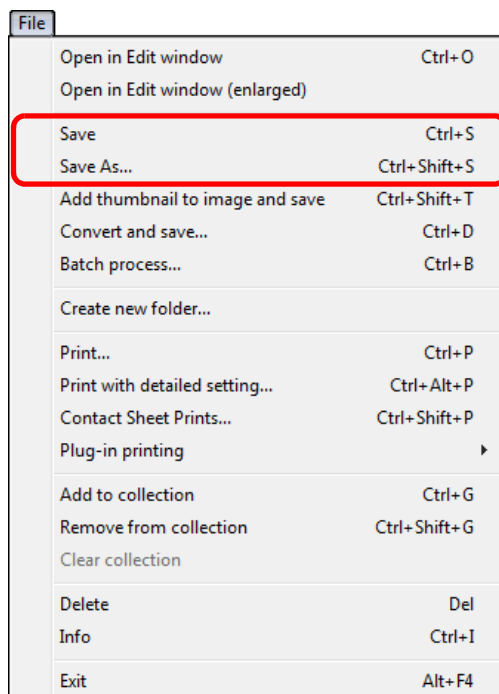 File
Open in Edit window Ctrl+O
Open in Edit window (enlarged)
Save Ctrl+S
Save As... Ctrl+Shift+S
Add thumbnail to image and save Ctrl+Shift+T
Convert and save... Ctrl+D
Batch process... Ctrl+B
Create new folder...
Print... Ctrl+P
Print with detailed setting... Ctrl+Alt+P
Contact Sheet Prints... Ctrl+Shift+P
Plug-in printing
Add to collection Ctrl+G
Remove from collection Ctrl+Shift+G
Clear collection
Delete Del
Info Ctrl+I
Exit Alt+F4